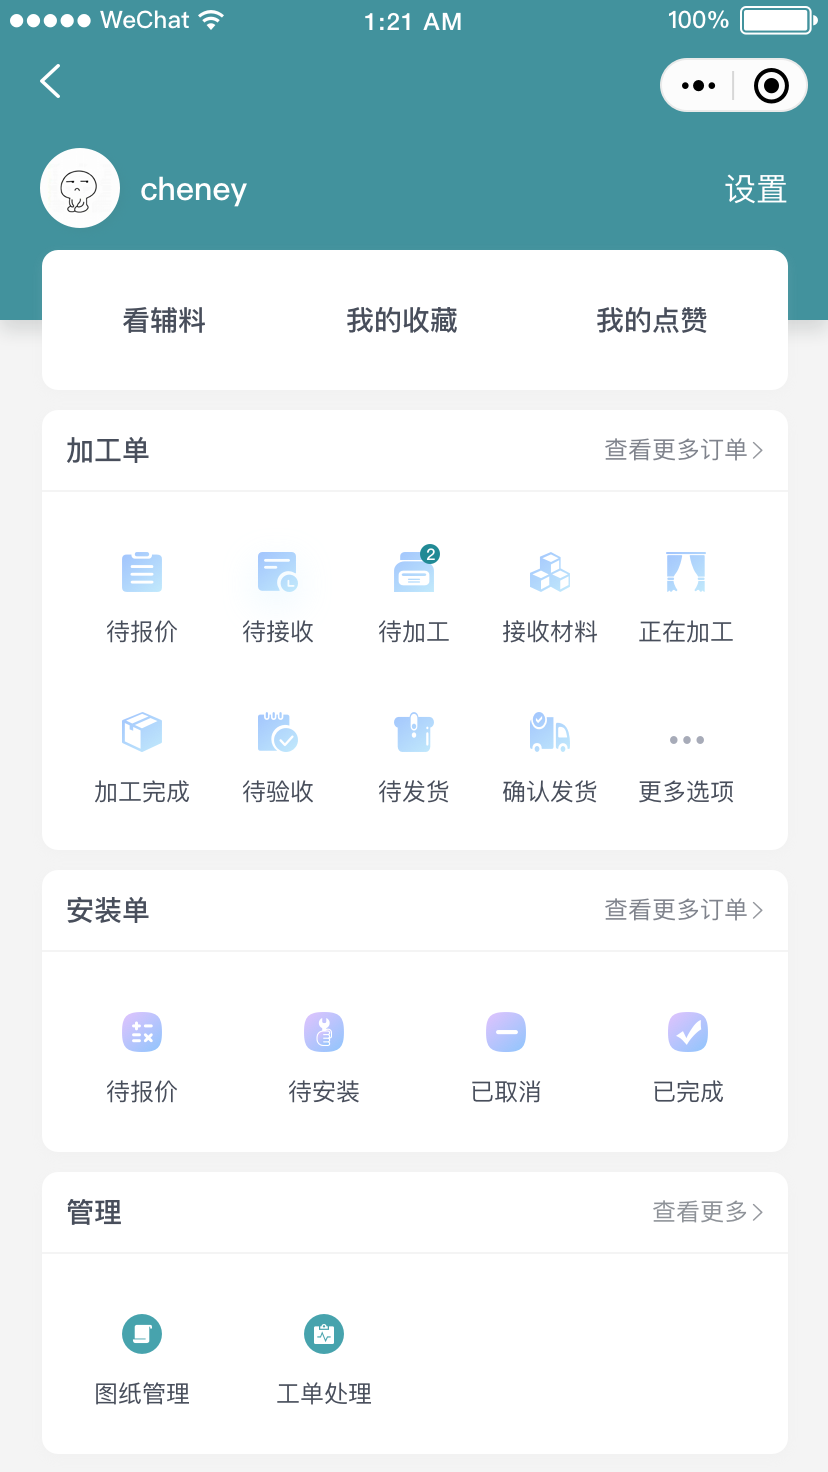 WeChat 1:21 AM 100%
cheney 设置
看辅料 我的收藏 我的点赞
加工单 查看更多订单
2
待报价 待接收 待加工 接收材料 正在加工
加工完成 待验收 待发货 确认发货 更多选项
安装单 查看更多订单
待报价 待安装 已取消 已完成
管理 查看更多
图纸管理 工单处理